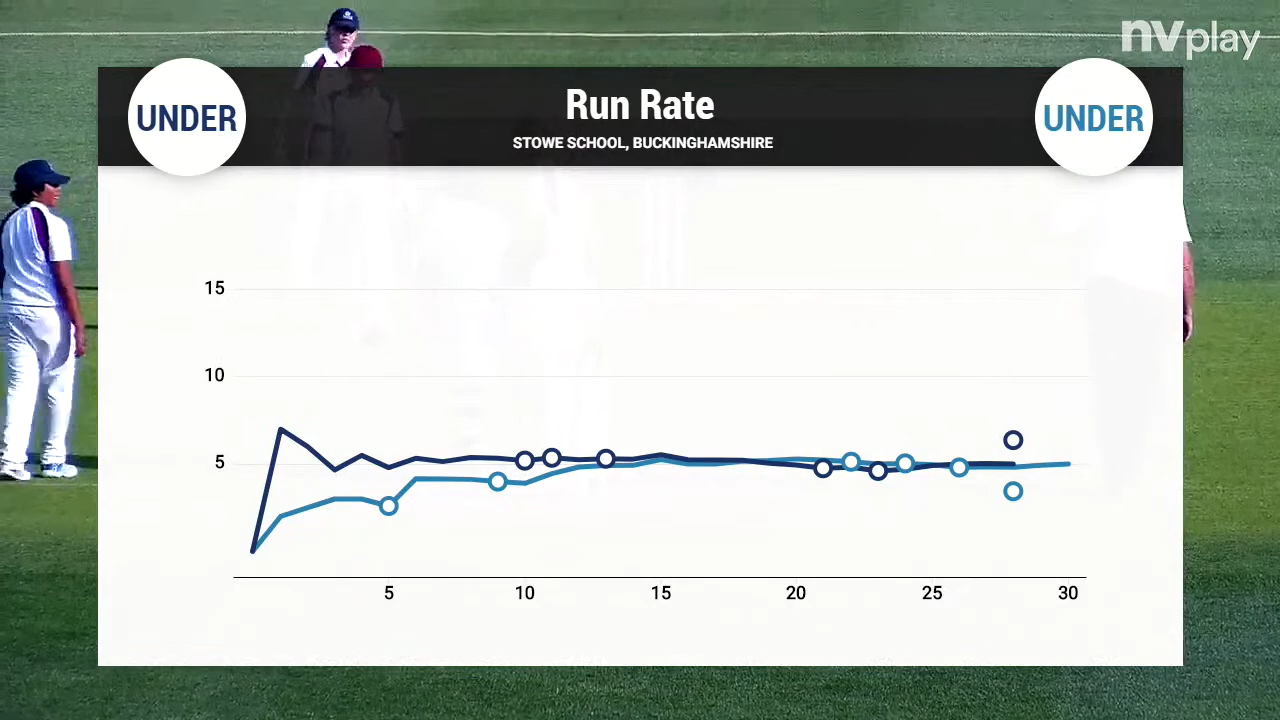 nvplay
UNDER
Run Rate
UNDER
STOWE SCHOOL, BUCKINGHAMSHIRE
15
10
5
5 10 15 20 25 30